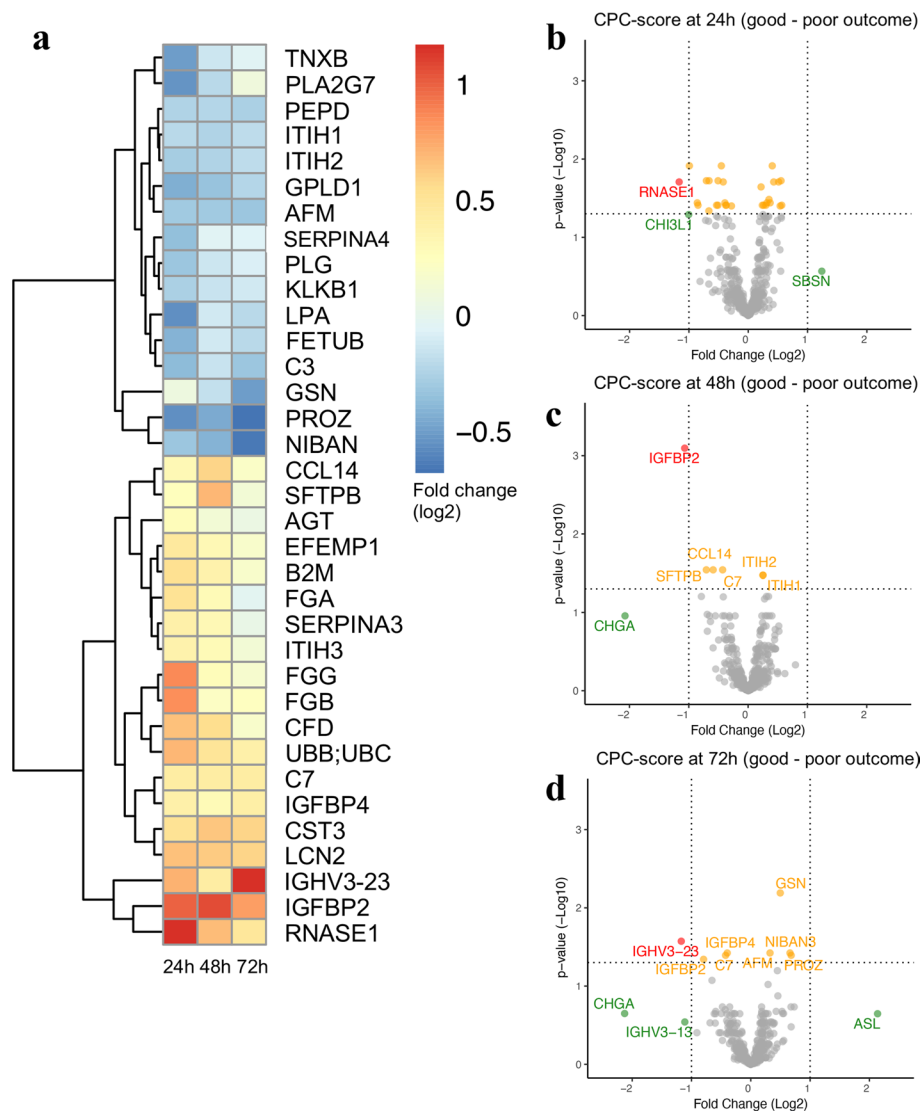 a
TNXB
PLA2G7
PEPD
ITIH1
ITIH2
GPLD1
AFM
SERPINA4
PLG
KLKB1
LPA
FETUB
C3
GSN
PROZ
NIBAN
CCL14
SFTPB
AGT
EFEMP1
B2M
FGA
SERPINA3
ITIH3
FGG
FGB
CFD
UBB;UBC
C7
IGFBP4
CST3
LCN2
IGHV3-23
IGFBP2
RNASE1
24h 48h 72h
1
0.5
0
−0.5
Fold change
(log2)
b
CPC-score at 24h (good - poor outcome)
p-value (−Log10)
3
2
1
0
RNASE1
CHI3L1
SBSN
−2 −1 0 1 2
Fold Change (Log2)
c
CPC-score at 48h (good - poor outcome)
p-value (−Log10)
3
2
1
0
IGFBP2
CCL14
ITIH2
SFTPB
C7
ITIH1
CHGA
−2 −1 0 1 2
Fold Change (Log2)
d
CPC-score at 72h (good - poor outcome)
p-value (−Log10)
3
2
1
0
GSN
IGHV3−23
IGFBP4
NIBAN3
IGFBP2
C7
AFM
PROZ
CHGA
IGHV3−13
ASL
−2 −1 0 1 2
Fold Change (Log2)